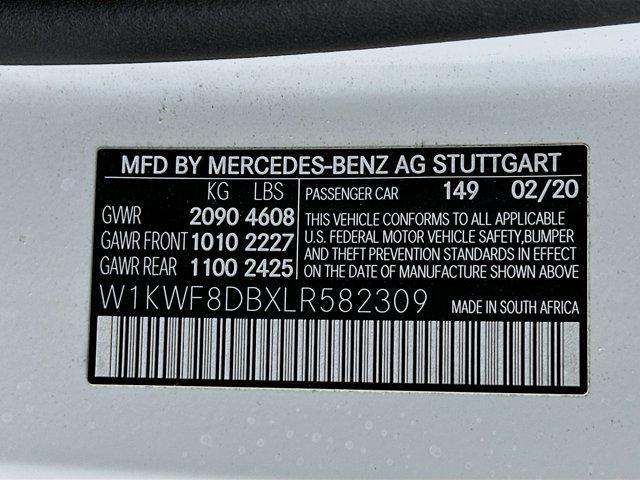 MFD BY MERCEDES-BENZ AG STUTTGART
KG LBS
GVWR 2090 4608
GAWR FRONT 1010 2227
GAWR REAR 1100 2425
PASSENGER CAR 149 02/20
THIS VEHICLE CONFORMS TO ALL APPLICABLE
U.S. FEDERAL MOTOR VEHICLE SAFETY,BUMPER
AND THEFT PREVENTION STANDARDS IN EFFECT
ON THE DATE OF MANUFACTURE SHOWN ABOVE
W1KWF8DBXLR582309 MADE IN SOUTH AFRICA